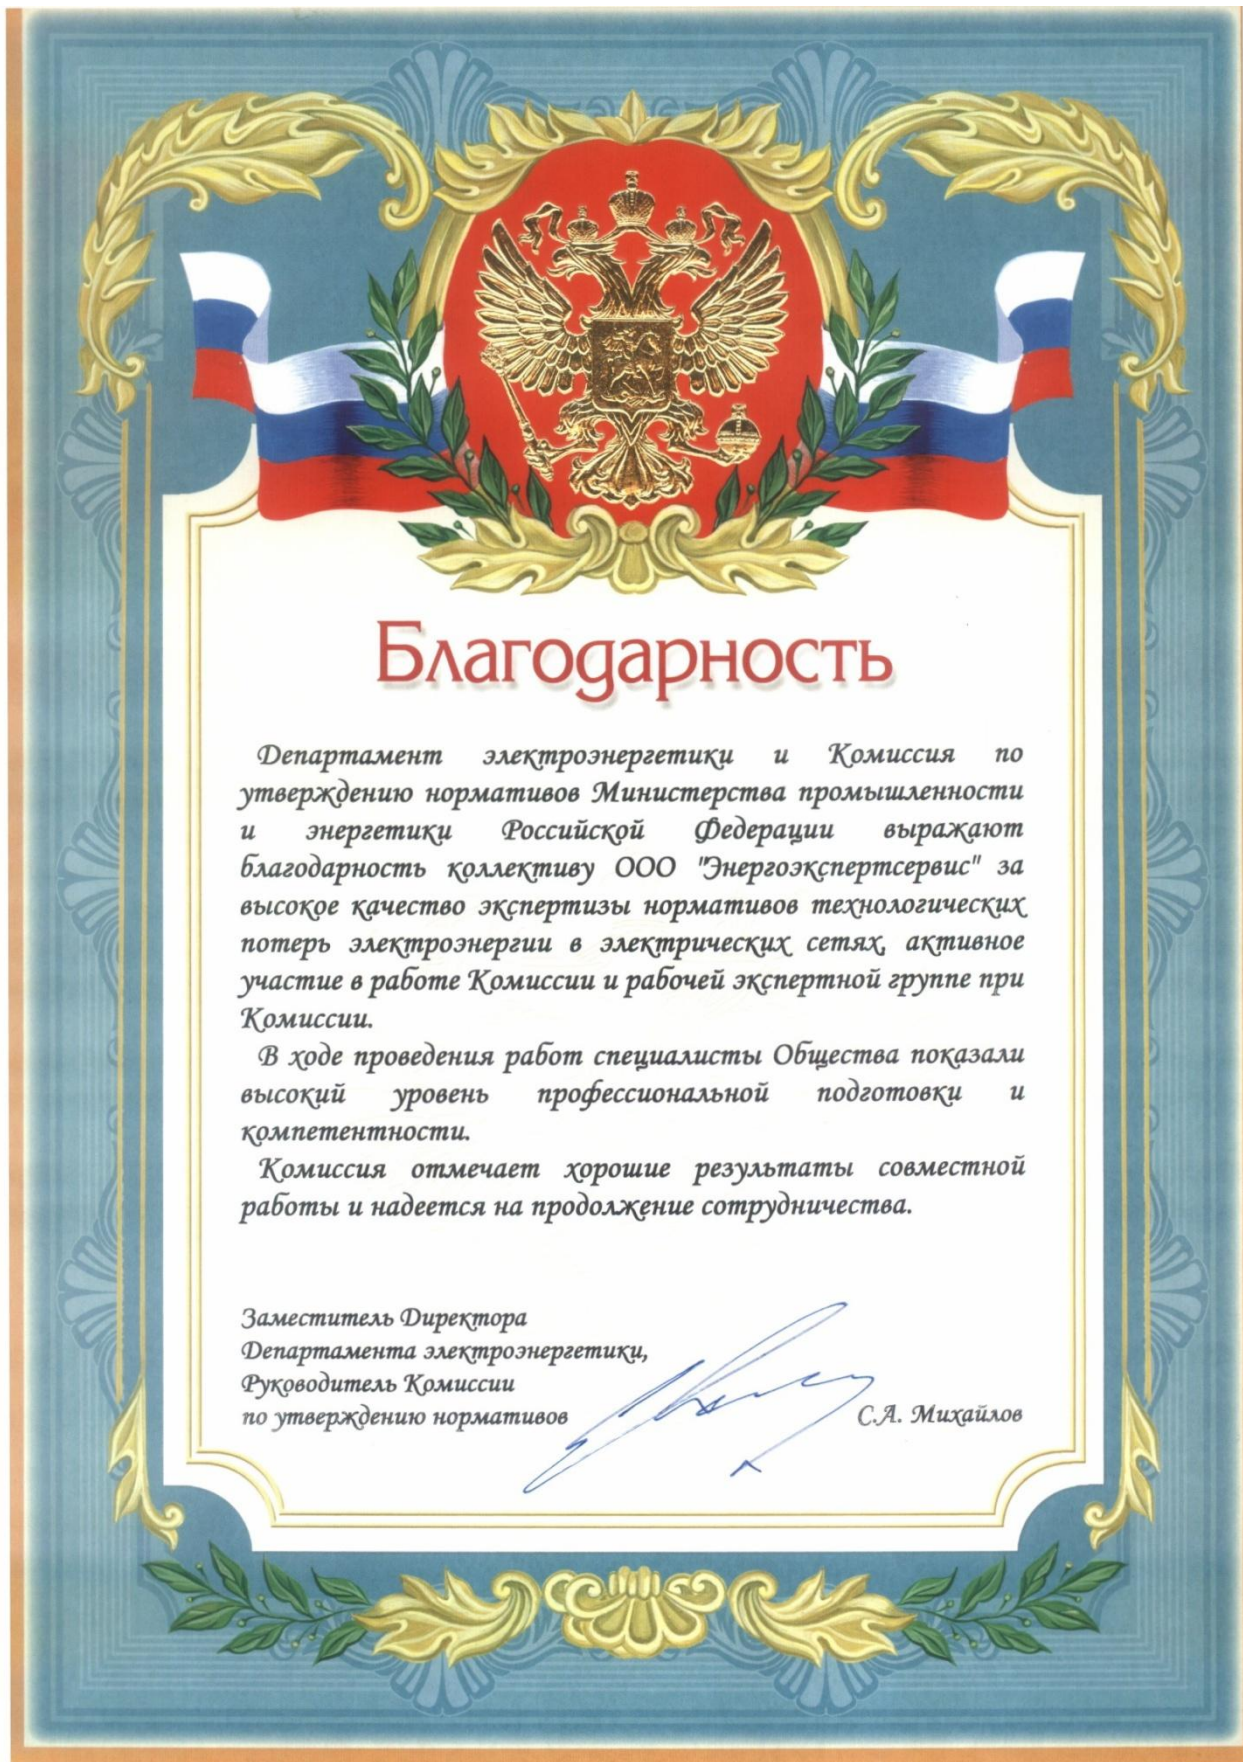 Благодарность
Департамент электроэнергетики и Комиссия по
утверждению нормативов Министерства промышленности
и энергетики Российской Федерации выражают
благодарность коллективу ООО "Энергоэкспертсервис" за
высокое качество экспертизы нормативов технологических
потерь электроэнергии в электрических сетях, активное
участие в работе Комиссии и рабочей экспертной группе при
Комиссии.
В ходе проведения работ специалисты Общества показали
высокий уровень профессиональной подготовки и
компетентности.
Комиссия отмечает хорошие результаты совместной
работы и надеется на продолжение сотрудничества.
Заместитель Директора
Департамента электроэнергетики,
Руководитель Комиссии
по утверждению нормативов С.А. Михайлов